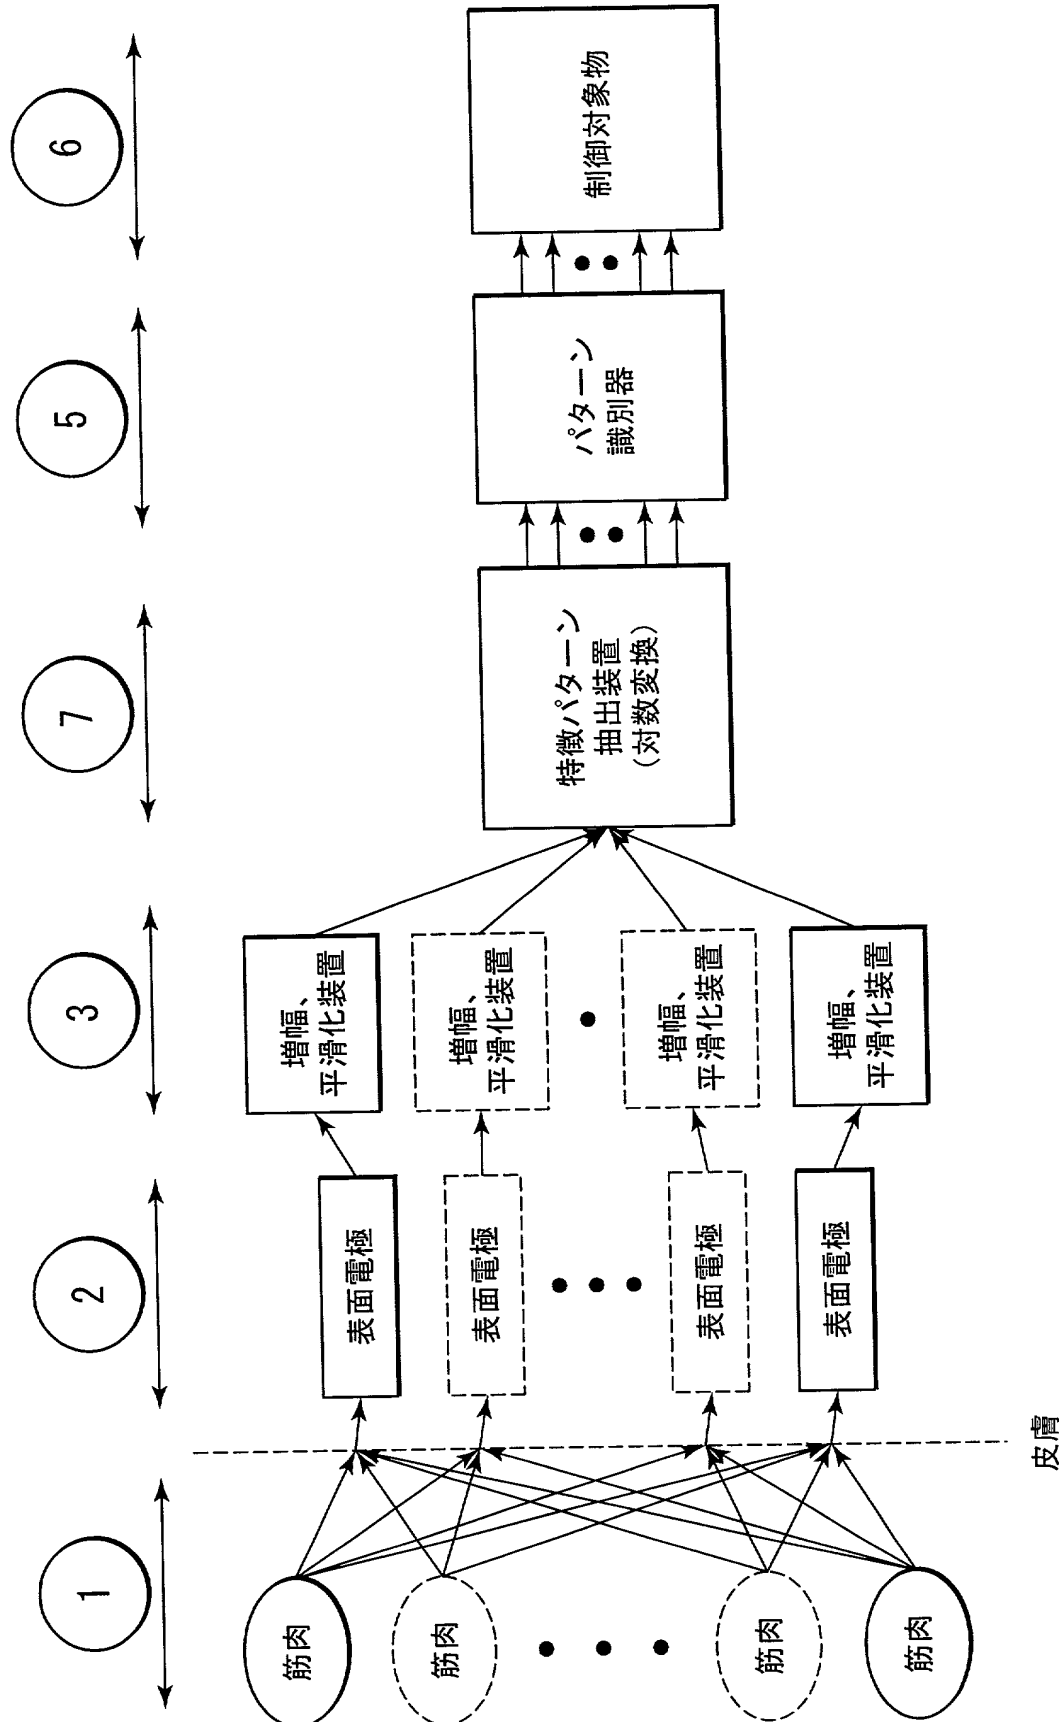 1
2
3
7
5
6
筋肉
筋肉
筋肉
筋肉
皮膚
表面電極
表面電極
表面電極
表面電極
増幅、
平滑化装置
増幅、
平滑化装置
増幅、
平滑化装置
増幅、
平滑化装置
特徴パターン
抽出装置
(対数変換)
パターン
識別器
制御対象物